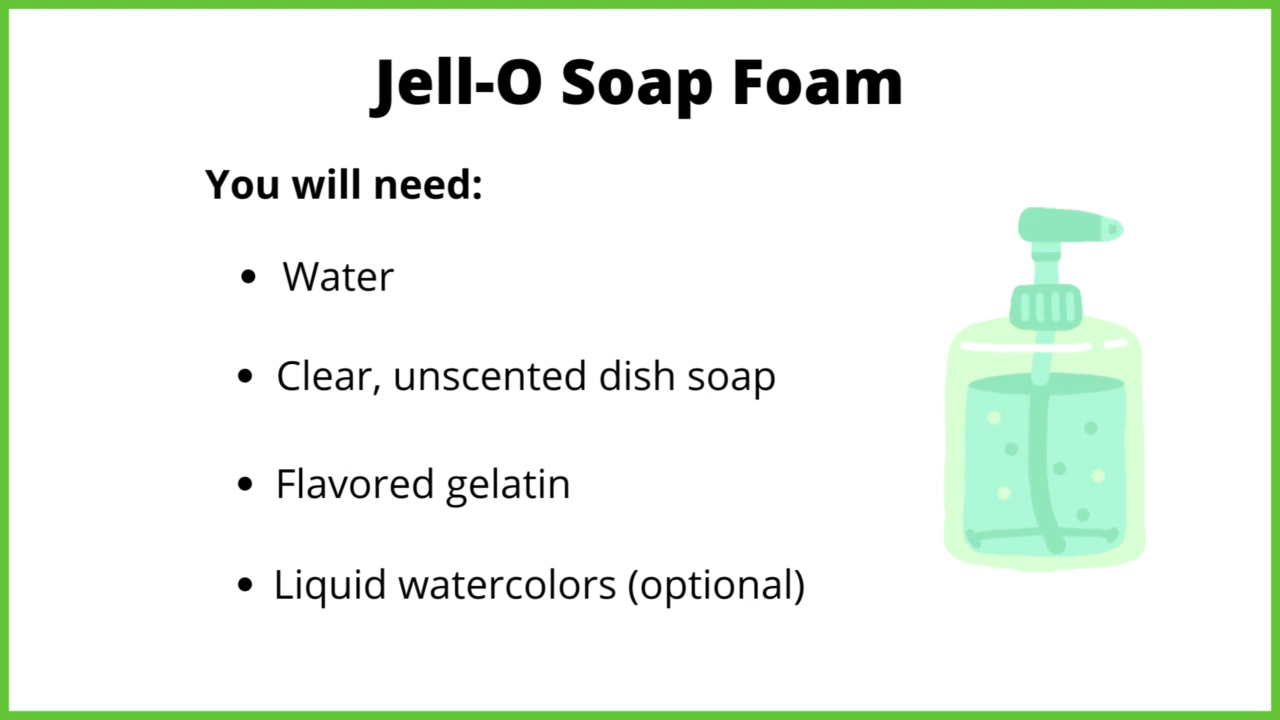 Jell-O Soap Foam
You will need:
• Water
• Clear, unscented dish soap
• Flavored gelatin
• Liquid watercolors (optional)